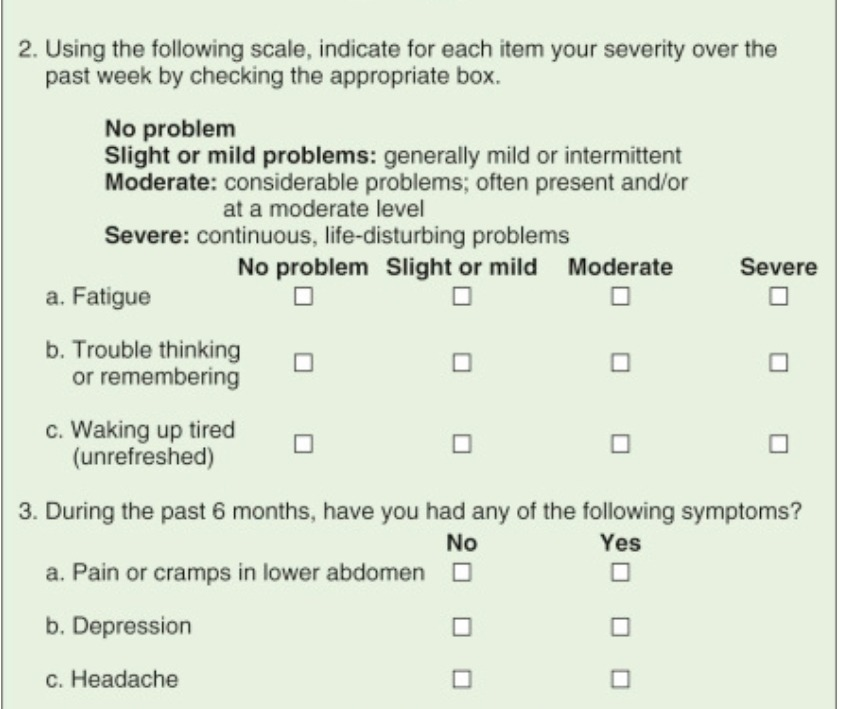 2. Using the following scale, indicate for each item your severity over the
past week by checking the appropriate box.
No problem
Slight or mild problems: generally mild or intermittent
Moderate: considerable problems; often present and/or
at a moderate level
Severe: continuous, life-disturbing problems
No problem Slight or mild Moderate Severe
a. Fatigue
b. Trouble thinking
or remembering
c. Waking up tired
(unrefreshed)
3. During the past 6 months, have you had any of the following symptoms?
No Yes
a. Pain or cramps in lower abdomen
b. Depression
c. Headache